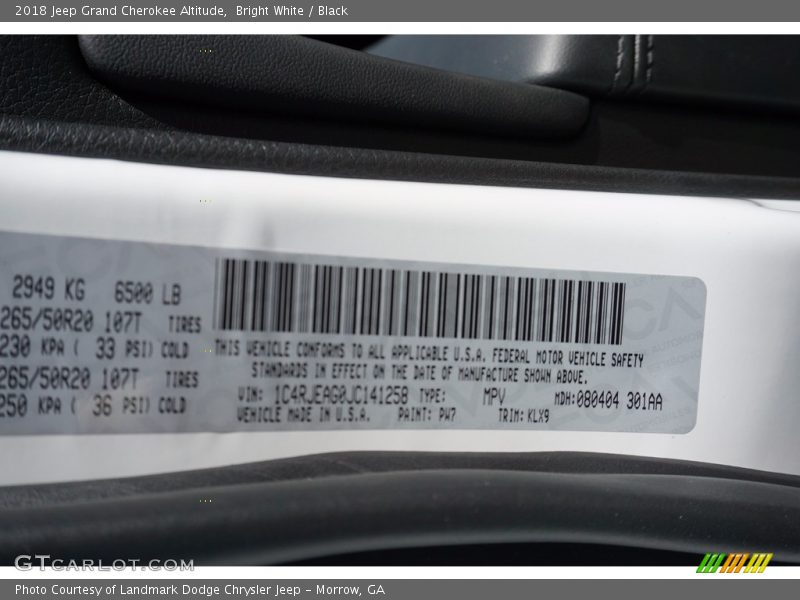 2018 Jeep Grand Cherokee Altitude, Bright White / Black
2949 KG 6500 LB
265/50R20 107T TIRES
230 KPA ( 33 PSI) COLD
265/50R20 107T TIRES
250 KPA ( 36 PSI) COLD
THIS VEHICLE CONFORMS TO ALL APPLICABLE U.S.A. FEDERAL MOTOR VEHICLE SAFETY
STANDARDS IN EFFECT ON THE DATE OF MANUFACTURE SHOWN ABOVE.
VIN: 1C4RJEAG0JC141258 TYPE: MPV MDH:080404 301AA
VEHICLE MADE IN U.S.A. PAINT: PW7 TRIM: KLX9
GTCARLOT.COM
Photo Courtesy of Landmark Dodge Chrysler Jeep – Morrow, GA